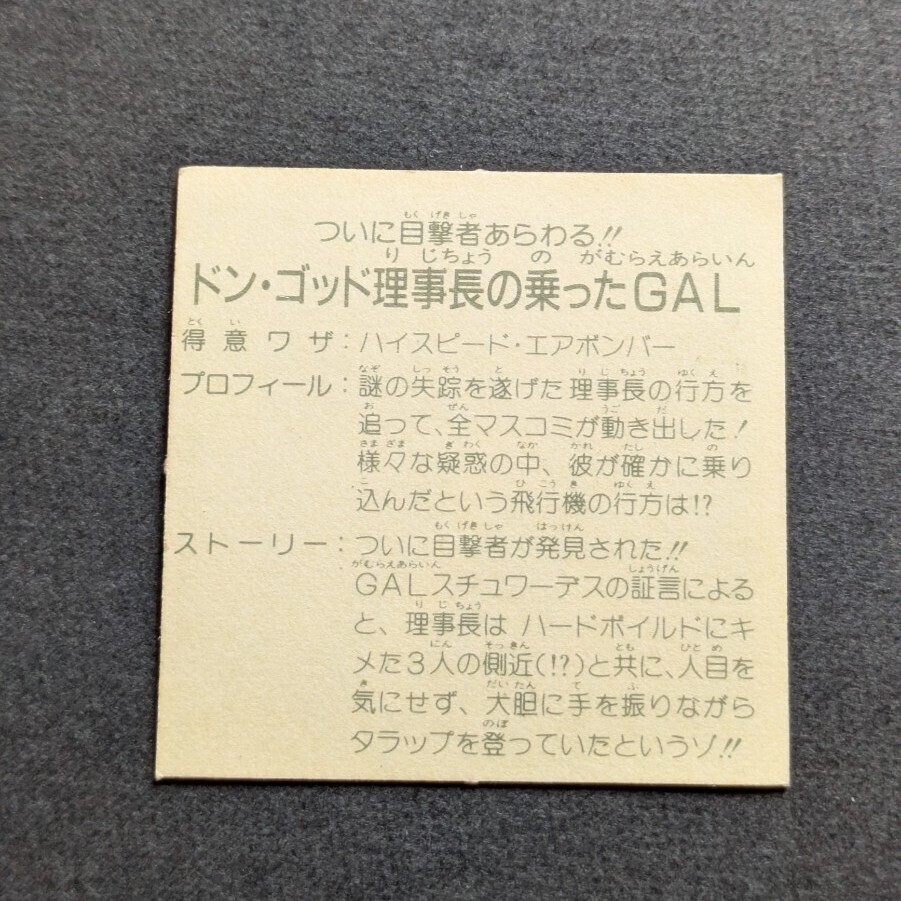 ついに目撃者あらわる!!
ドン・ゴッド理事長の乗ったGAL
得意ワザ：ハイスピード・エアボンバー
プロフィール：謎の失踪を遂げた理事長の行方を
追って、全マスコミが動き出した！
様々な疑惑の中、彼が確かに乗り
込んだという飛行機の行方は!?
ストーリー：ついに目撃者が発見された!!
GALスチュワーデスの証言による
と、理事長は ハードボイルドにキ
メた3人の側近(!?)と共に、人目を
気にせず、大胆に手を振りながら
タラップを登っていたというゾ!!